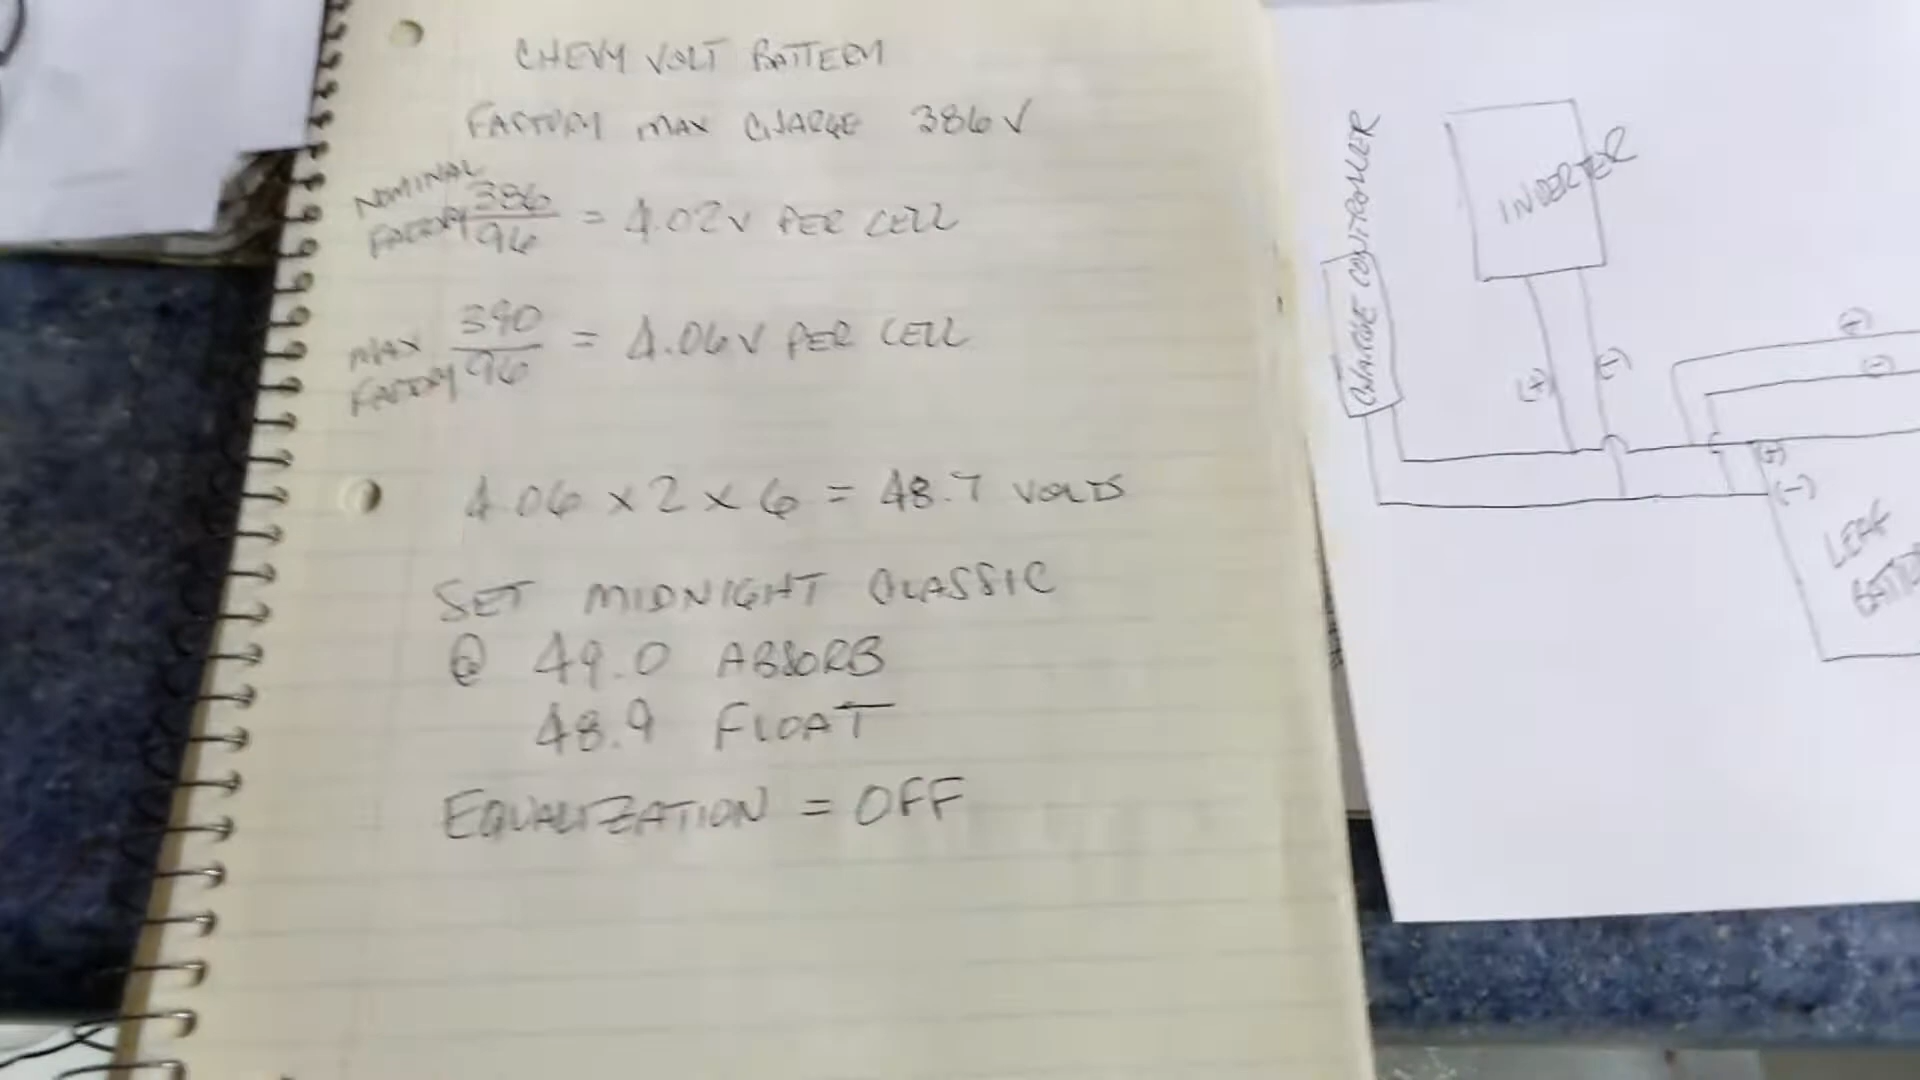 CHEVY VOLT BATTERY
FACTORY MAX CHARGE 386 V
NOMINAL
FACTORY 386/96 = 4.02V PER CELL
MAX
FACTORY 390/96 = 4.06V PER CELL
4.06 x 2 x 6 = 48.7 VOLTS
SET MIDNIGHT CLASSIC
@ 49.0 ABSORB
48.9 FLOAT
EQUALIZATION = OFF
CHARGE CONTROLLER
INVERTER
(+)
(-)
(+)
(-)
(+)
(-)
LEAF